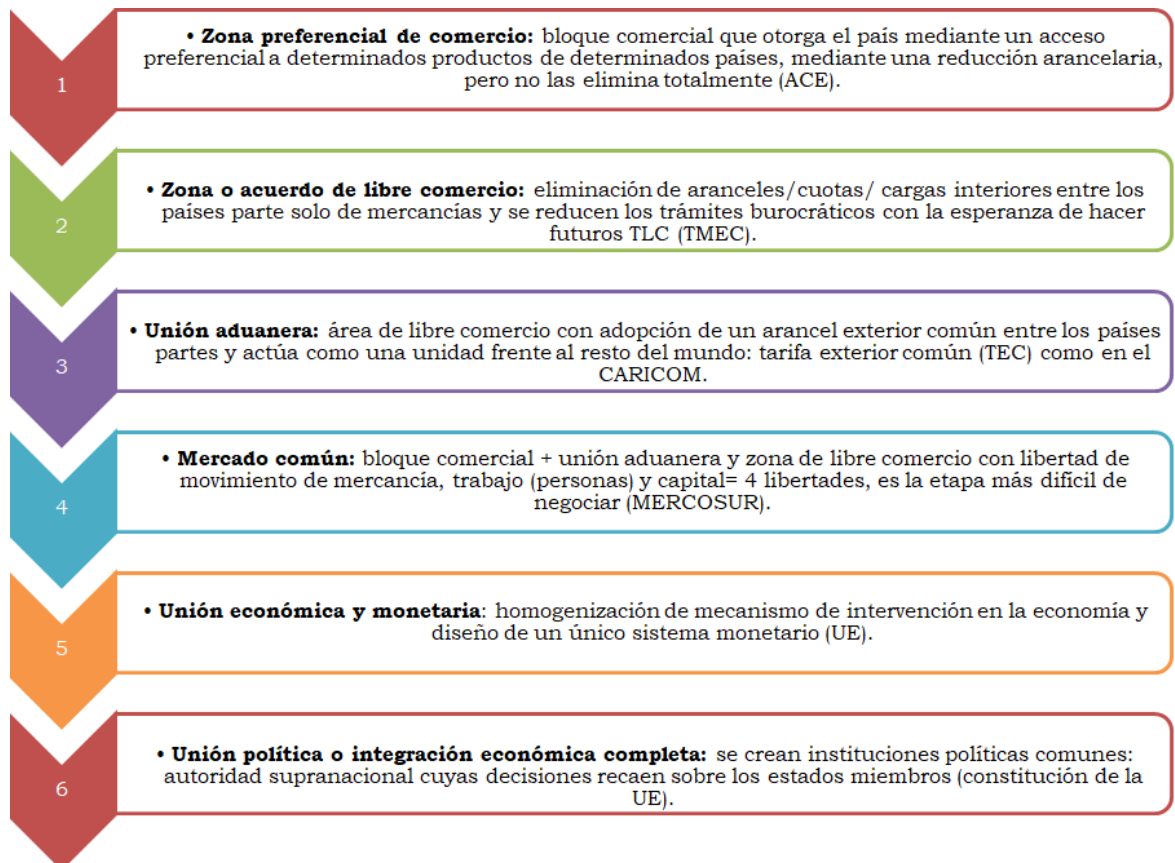 1
• Zona preferencial de comercio: bloque comercial que otorga el país mediante un acceso
preferencial a determinados productos de determinados países, mediante una reducción arancelaria,
pero no las elimina totalmente (ACE).
2
• Zona o acuerdo de libre comercio: eliminación de aranceles/cuotas/ cargas interiores entre los
países parte solo de mercancías y se reducen los trámites burocráticos con la esperanza de hacer
futuros TLC (TMEC).
3
• Unión aduanera: área de libre comercio con adopción de un arancel exterior común entre los países
partes y actúa como una unidad frente al resto del mundo: tarifa exterior común (TEC) como en el
CARICOM.
4
• Mercado común: bloque comercial + unión aduanera y zona de libre comercio con libertad de
movimiento de mercancía, trabajo (personas) y capital= 4 libertades, es la etapa más difícil de
negociar (MERCOSUR).
5
• Unión económica y monetaria: homogenización de mecanismo de intervención en la economía y
diseño de un único sistema monetario (UE).
6
• Unión política o integración económica completa: se crean instituciones políticas comunes:
autoridad supranacional cuyas decisiones recaen sobre los estados miembros (constitución de la
UE).